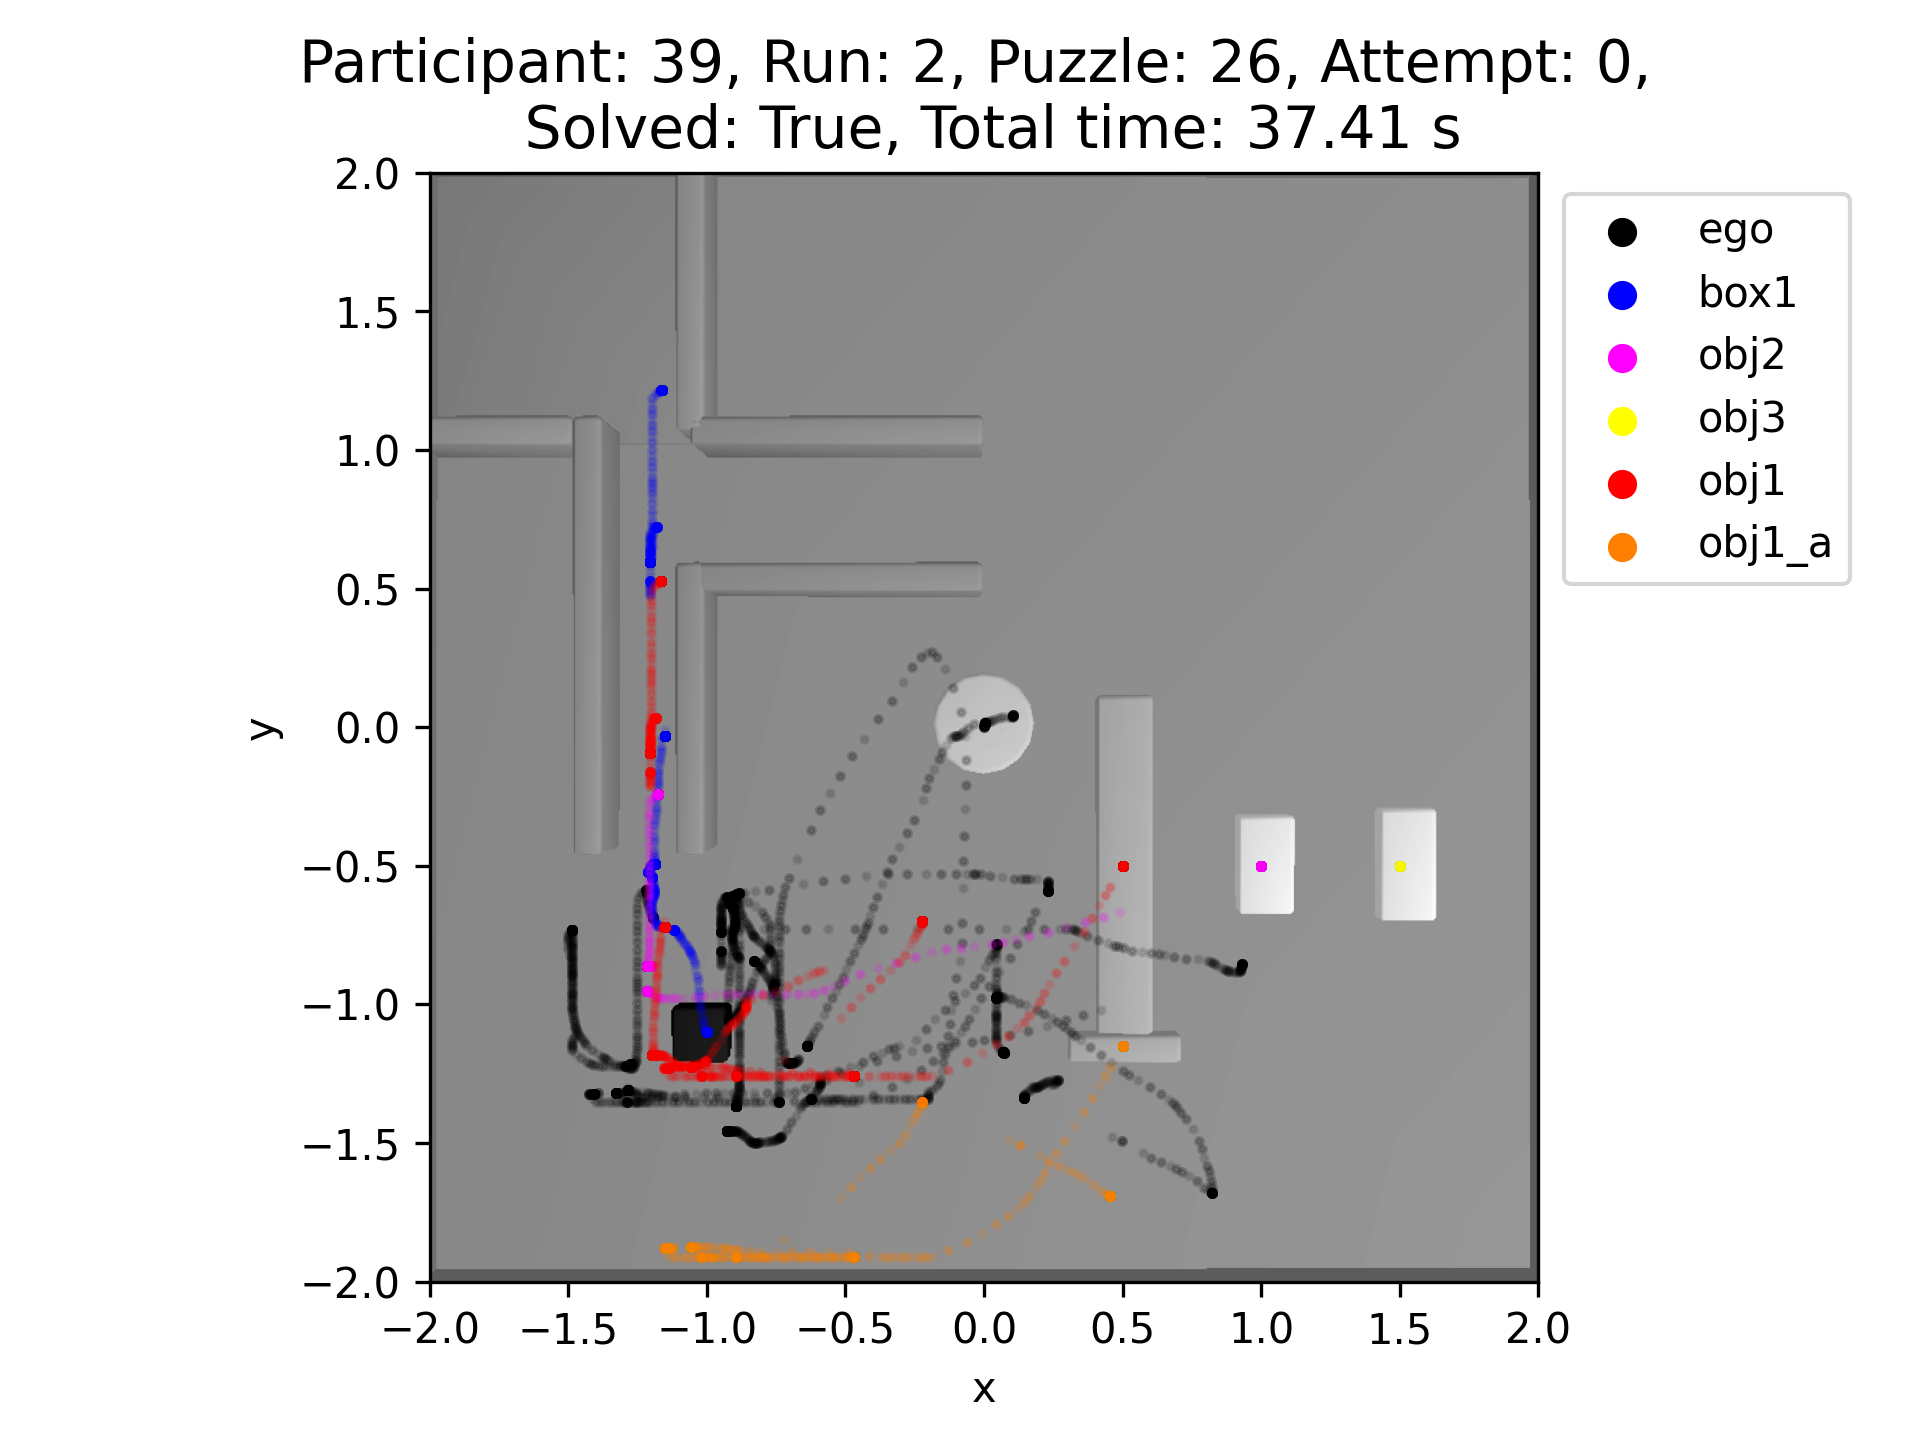 Participant: 39, Run: 2, Puzzle: 26, Attempt: 0,
Solved: True, Total time: 37.41 s
2.0
1.5
1.0
0.5
0.0
−0.5
−1.0
−1.5
−2.0
y
−2.0 −1.5 −1.0 −0.5 0.0 0.5 1.0 1.5 2.0
x
ego
box1
obj2
obj3
obj1
obj1_a